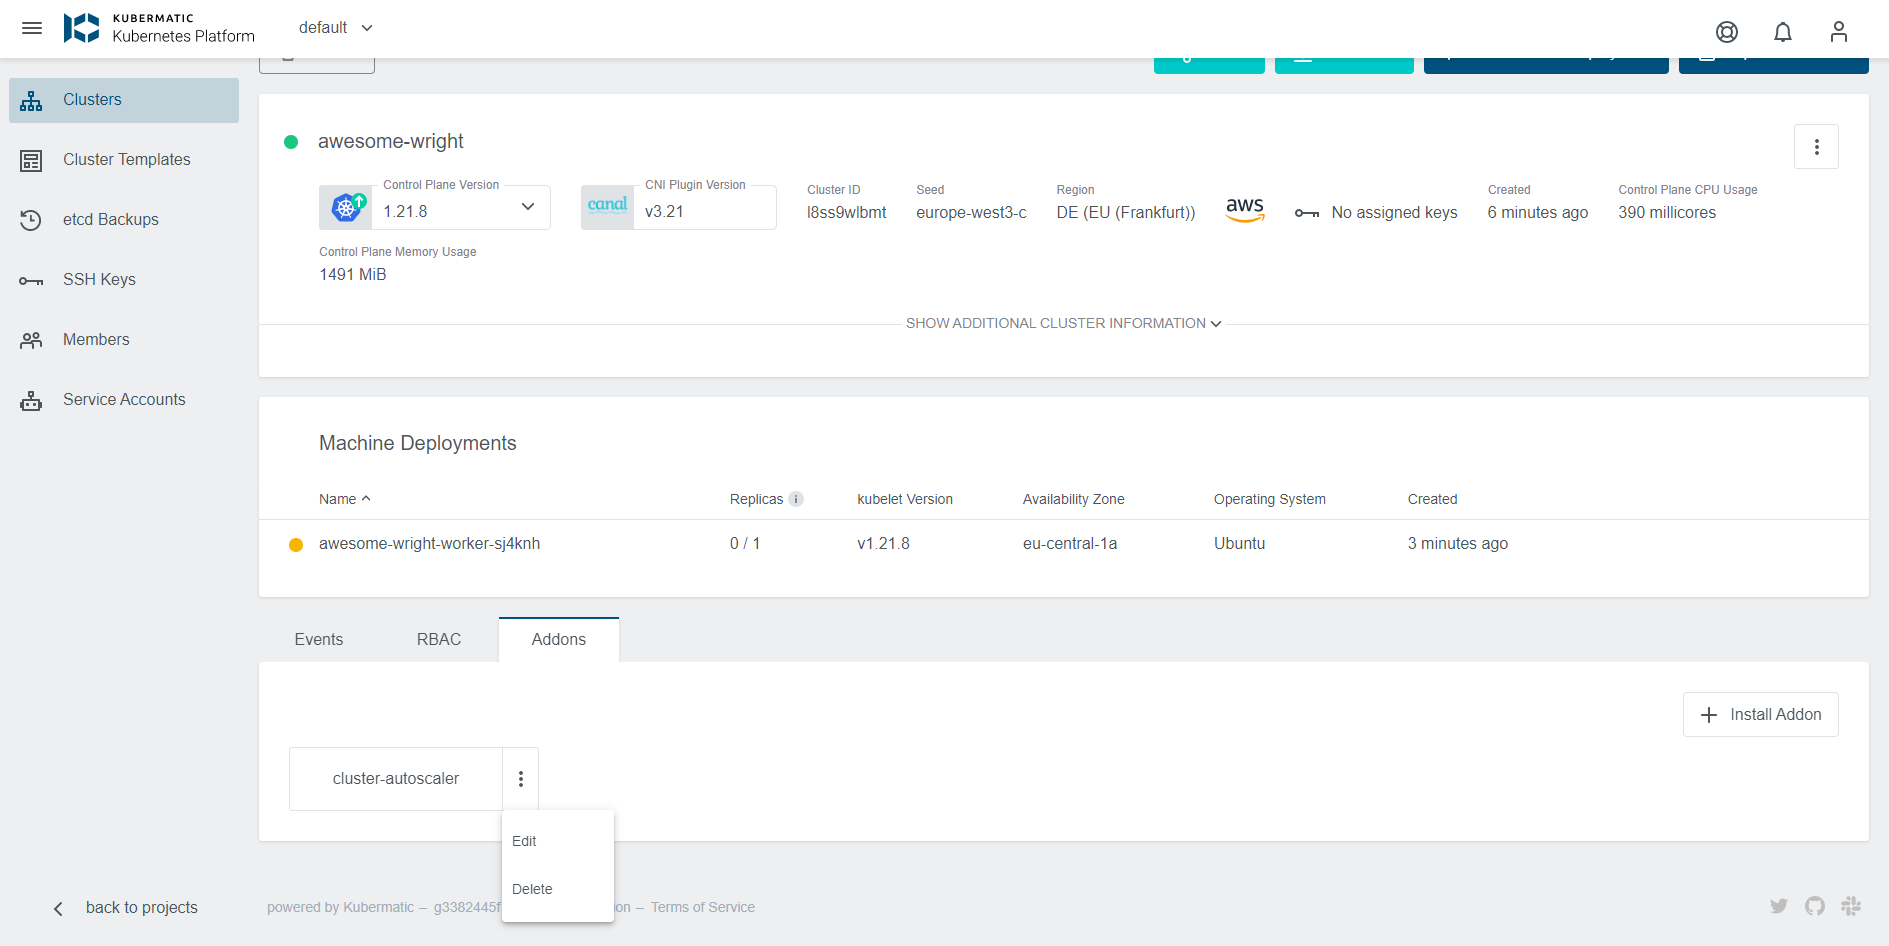 KUBERMATIC
Kubernetes Platform
default
Clusters
Cluster Templates
etcd Backups
SSH Keys
Members
Service Accounts
awesome-wright
Control Plane Version
1.21.8
canal
CNI Plugin Version
v3.21
Cluster ID
l8ss9wlbmt
Seed
europe-west3-c
Region
DE (EU (Frankfurt))
aws
No assigned keys
Created
6 minutes ago
Control Plane CPU Usage
390 millicores
Control Plane Memory Usage
1491 MiB
SHOW ADDITIONAL CLUSTER INFORMATION
Machine Deployments
Name Replicas i kubelet Version Availability Zone Operating System Created
awesome-wright-worker-sj4knh 0 / 1 v1.21.8 eu-central-1a Ubuntu 3 minutes ago
Events RBAC Addons
Install Addon
cluster-autoscaler
Edit
Delete
back to projects
powered by Kubermatic – g3382445f on – Terms of Service